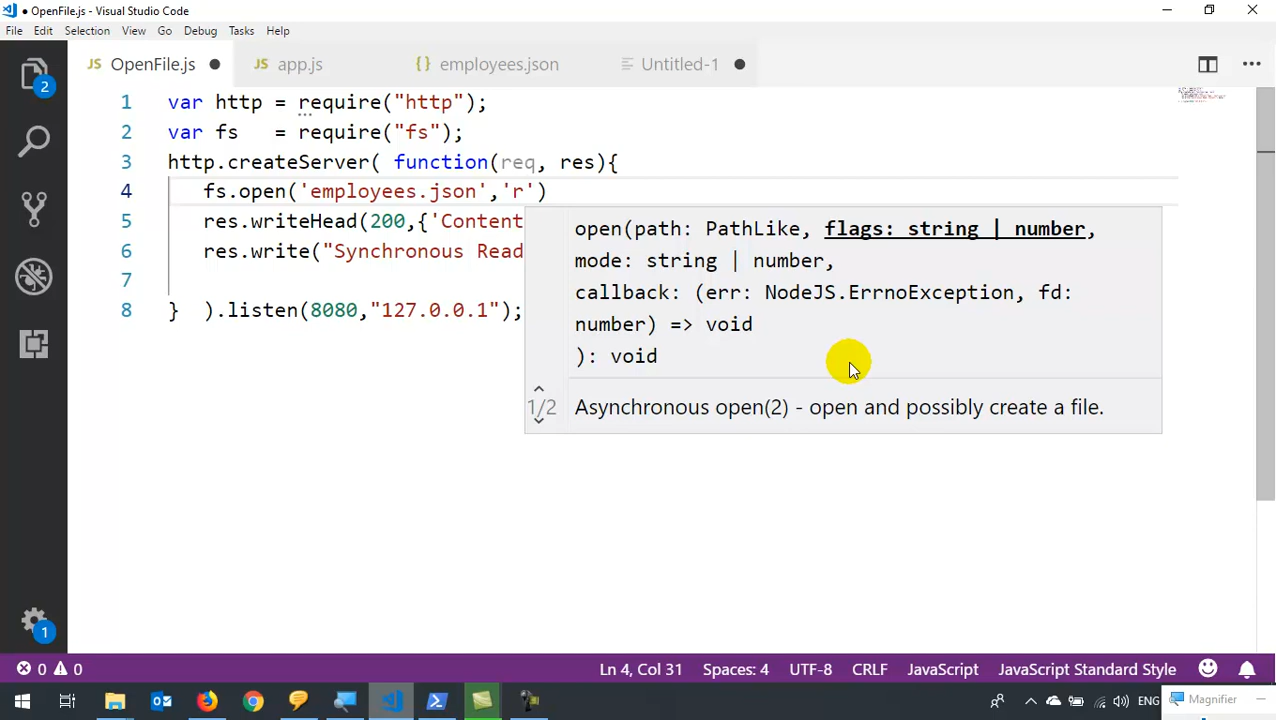 ● OpenFile.js - Visual Studio Code
File Edit Selection View Go Debug Tasks Help
JS OpenFile.js ● JS app.js {} employees.json Untitled-1 ●
2
1 var http = require("http");
2 var fs = require("fs");
3 http.createServer( function(req, res){
4 fs.open('employees.json','r')
5 res.writeHead(200,{'Content
6 res.write("Synchronous Read
7
8 } ).listen(8080,"127.0.0.1");
open(path: PathLike, flags: string | number,
mode: string | number,
callback: (err: NodeJS.ErrnoException, fd:
number) => void
): void
1/2 Asynchronous open(2) - open and possibly create a file.
1
0 0 Ln 4, Col 31 Spaces: 4 UTF-8 CRLF JavaScript JavaScript Standard Style
ENG Magnifier